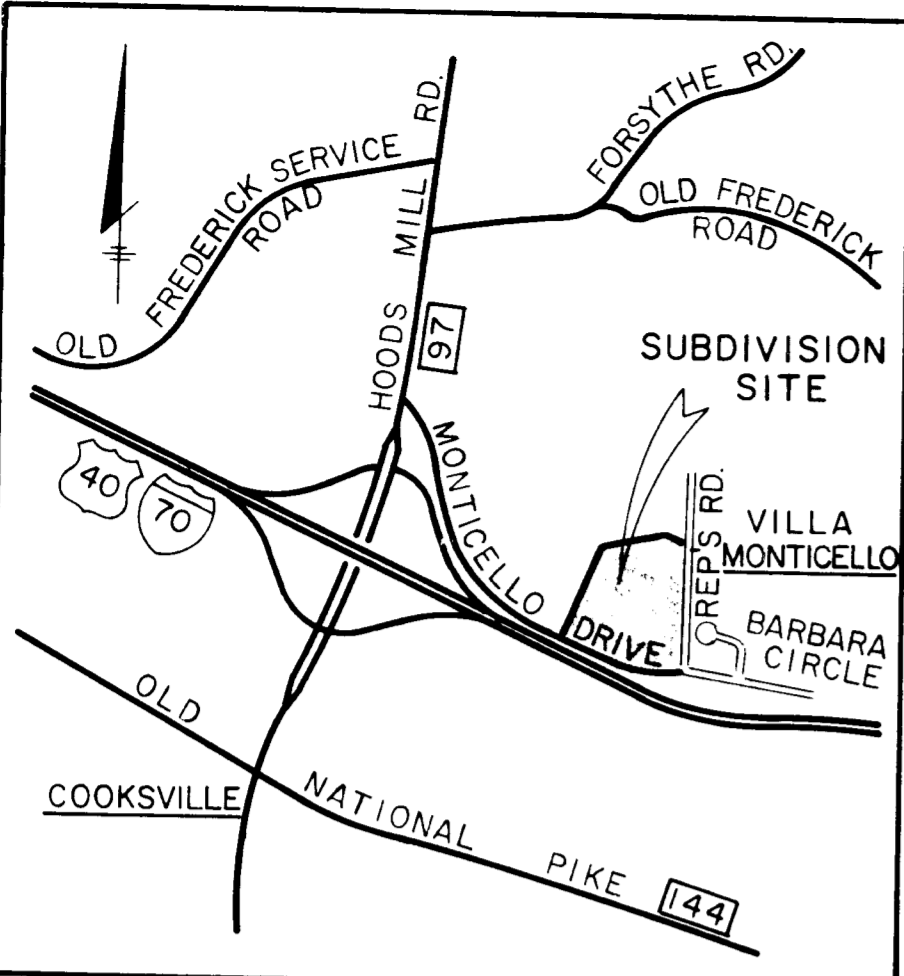 FORSYTHE RD.
HOODS MILL RD.
OLD FREDERICK SERVICE ROAD
OLD FREDERICK
ROAD
97
SUBDIVISION
SITE
40
70
MONTICELLO DRIVE
REP'S RD.
VILLA
MONTICELLO
BARBARA
CIRCLE
OLD NATIONAL PIKE
144
COOKSVILLE